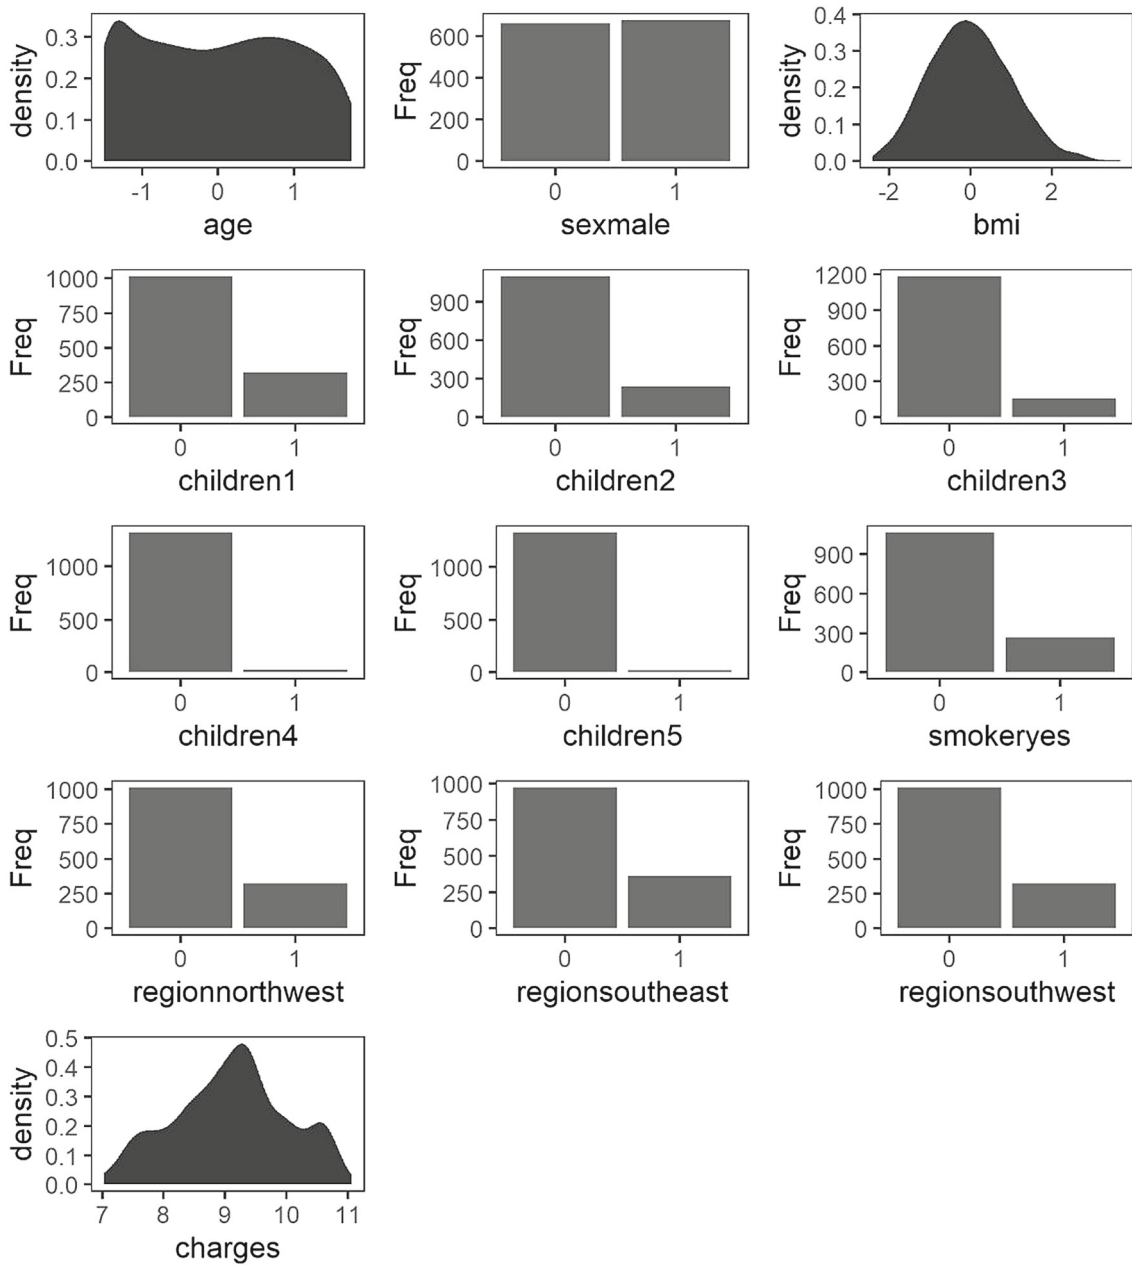 density
0.3
0.2
0.1
0.0
-1 0 1
age
Freq
600
400
200
0
0 1
sexmale
density
0.4
0.3
0.2
0.1
0.0
-2 0 2
bmi
Freq
1000
750
500
250
0
0 1
children1
Freq
900
600
300
0
0 1
children2
Freq
1200
900
600
300
0
0 1
children3
Freq
1000
500
0
0 1
children4
Freq
1000
500
0
0 1
children5
Freq
900
600
300
0
0 1
smokeryes
Freq
1000
750
500
250
0
0 1
regionnorthwest
Freq
1000
750
500
250
0
0 1
regionsoutheast
Freq
1000
750
500
250
0
0 1
regionsouthwest
density
0.5
0.4
0.3
0.2
0.1
0.0
7 8 9 10 11
charges